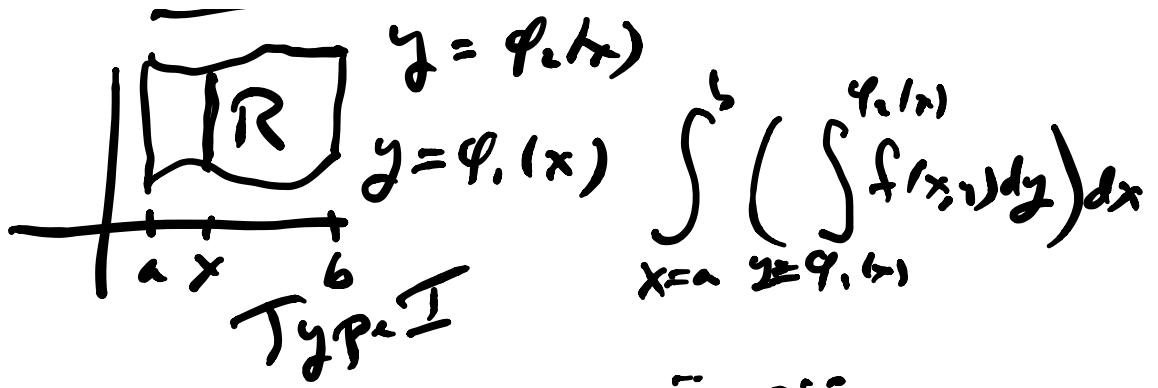 y = φ₂(x)
R
y = φ₁(x)
∫_{x=a}^{b} ( ∫_{y=φ₁(x)}^{φ₂(x)} f(x,y)dy ) dx
a x b
Type I